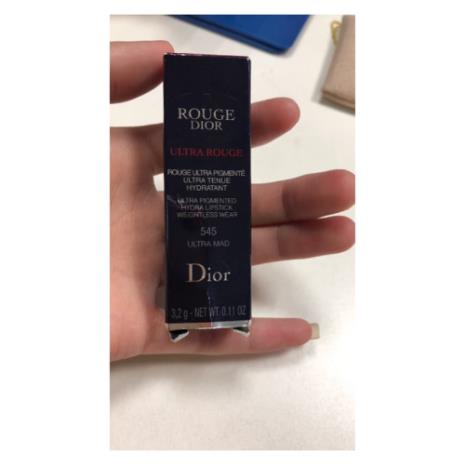 ROUGE
DIOR
ULTRA ROUGE
ROUGE ULTRA PIGMENTÉ
ULTRA TENUE
HYDRATANT
ULTRA PIGMENTED
HYDRA LIPSTICK
WEIGHTLESS WEAR
545
ULTRA MAD
Dior
3,2 g - NET WT. 0.11 OZ